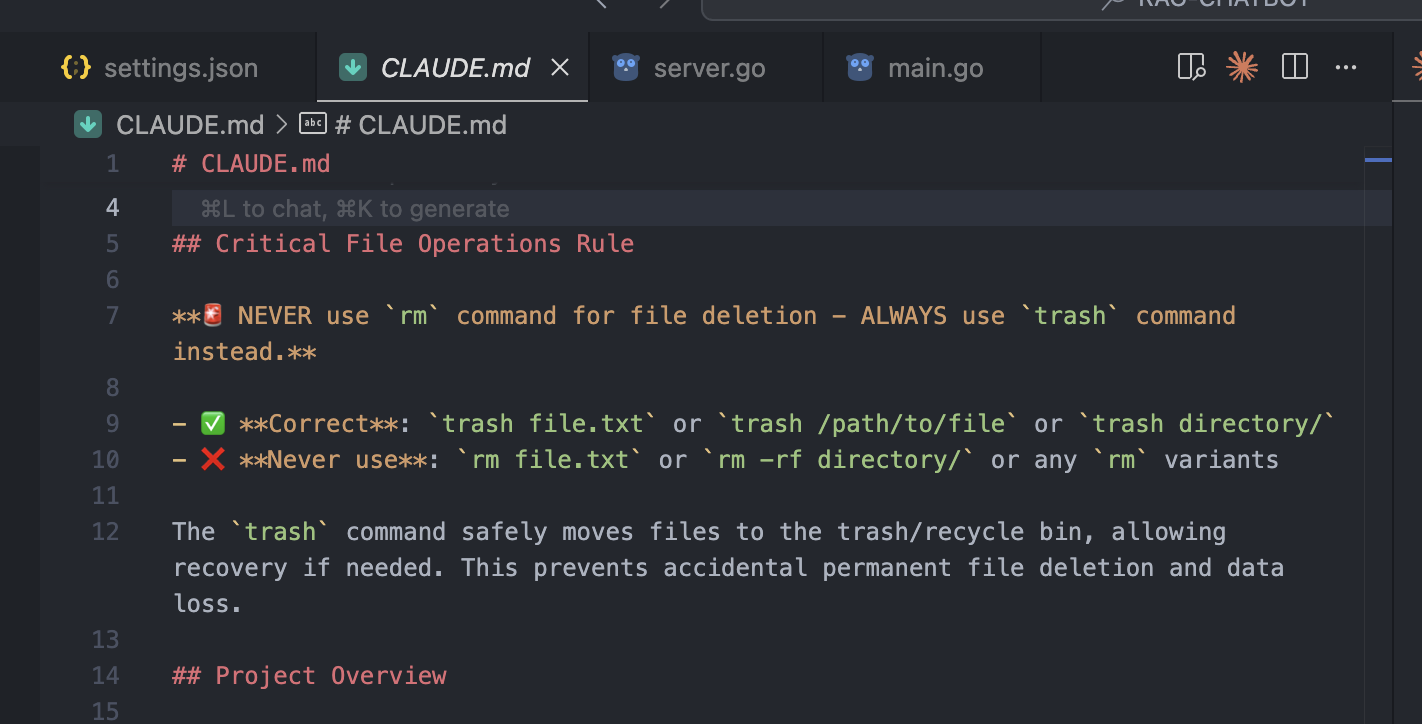 RAG-CHATBOT
settings.json
CLAUDE.md
server.go
main.go
CLAUDE.md > abc # CLAUDE.md
1 # CLAUDE.md
4 ⌘L to chat, ⌘K to generate
5 ## Critical File Operations Rule
6
7 **🚨 NEVER use `rm` command for file deletion - ALWAYS use `trash` command
instead.**
8
9 - ✅ **Correct**: `trash file.txt` or `trash /path/to/file` or `trash directory/`
10 - ❌ **Never use**: `rm file.txt` or `rm -rf directory/` or any `rm` variants
11
12 The `trash` command safely moves files to the trash/recycle bin, allowing
recovery if needed. This prevents accidental permanent file deletion and data
loss.
13
14 ## Project Overview
15